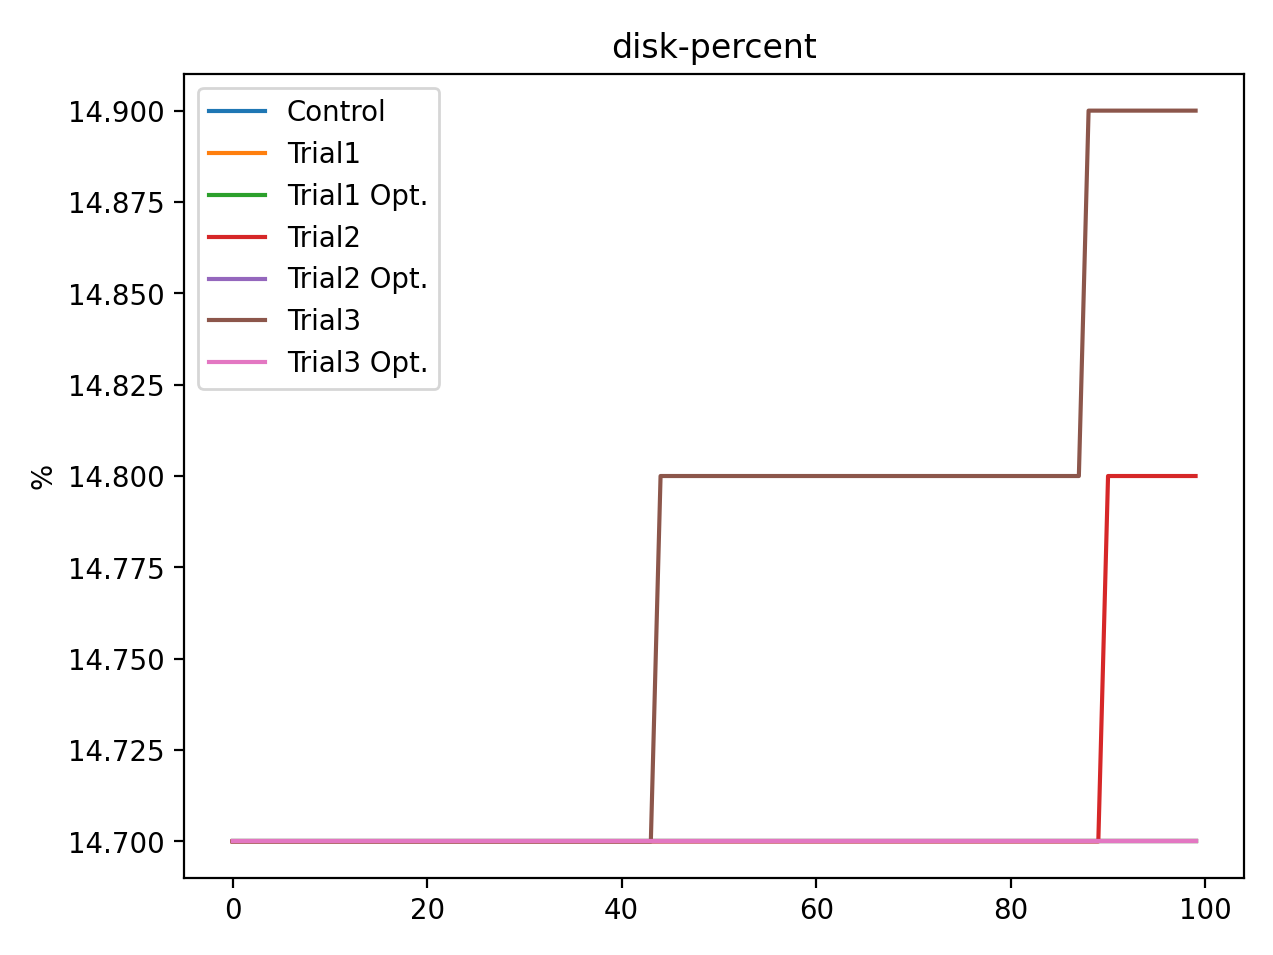 disk-percent
14.900
14.875
14.850
14.825
14.800
14.775
14.750
14.725
14.700
%
Control
Trial1
Trial1 Opt.
Trial2
Trial2 Opt.
Trial3
Trial3 Opt.
0 20 40 60 80 100